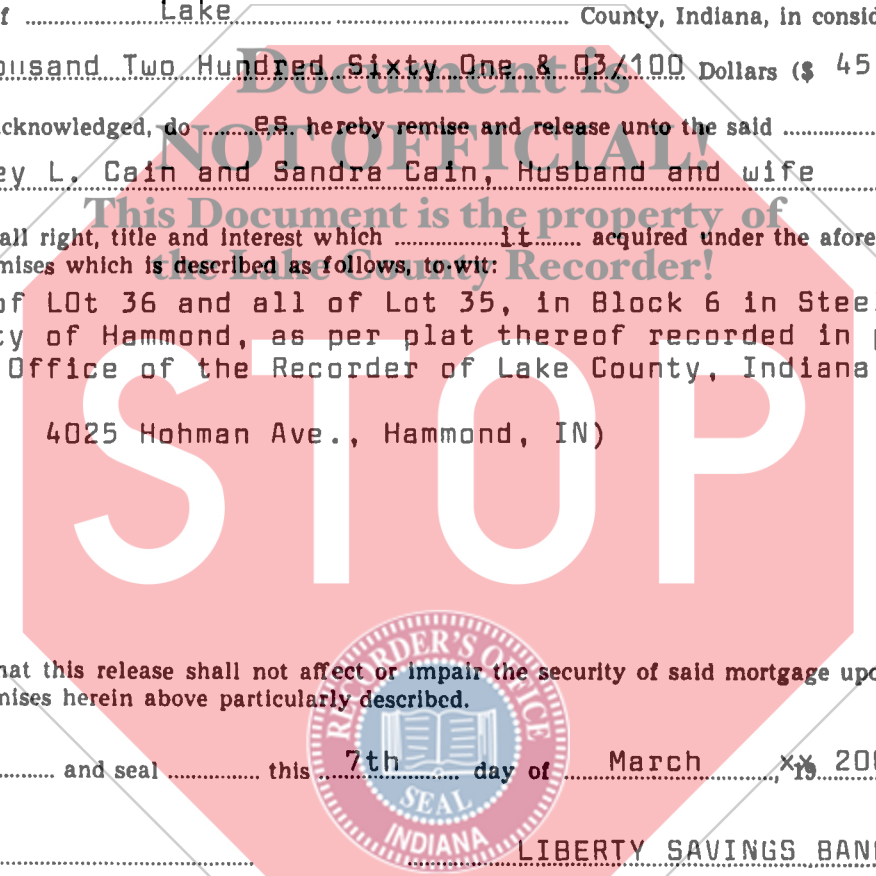 f Lake County, Indiana, in consid
ousand Two Hundred Sixty One & 03/100 Dollars ($ 45
Document is
cknowledged, do es hereby remise and release unto the said
NOT OFFICIAL!
ey L. Cain and Sandra Cain, Husband and wife
This Document is the property of
all right, title and interest which it acquired under the afore
the Lake County Recorder!
mises which is described as follows, to-wit:
of LOt 36 and all of Lot 35, in Block 6 in Steel
ty of Hammond, as per plat thereof recorded in p
Office of the Recorder of Lake County, Indiana
4025 Hohman Ave., Hammond, IN)
STOP
hat this release shall not affect or impair the security of said mortgage upo
mises herein above particularly described.
RECORDER'S OFFICE
and seal this 7th day of March, xx 19 200
SEAL
INDIANA
LIBERTY SAVINGS BANK